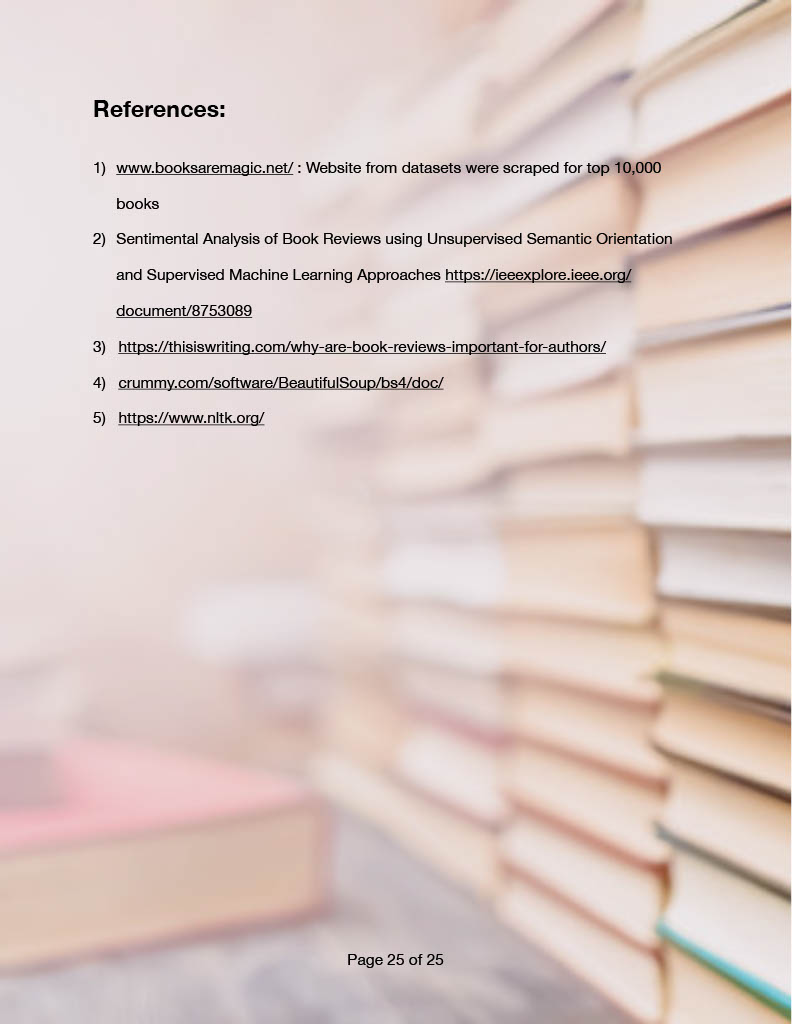 References:
1) www.booksaremagic.net/ : Website from datasets were scraped for top 10,000
books
2) Sentimental Analysis of Book Reviews using Unsupervised Semantic Orientation
and Supervised Machine Learning Approaches https://ieeexplore.ieee.org/
document/8753089
3) https://thisiswriting.com/why-are-book-reviews-important-for-authors/
4) crummy.com/software/BeautifulSoup/bs4/doc/
5) https://www.nltk.org/
Page 25 of 25